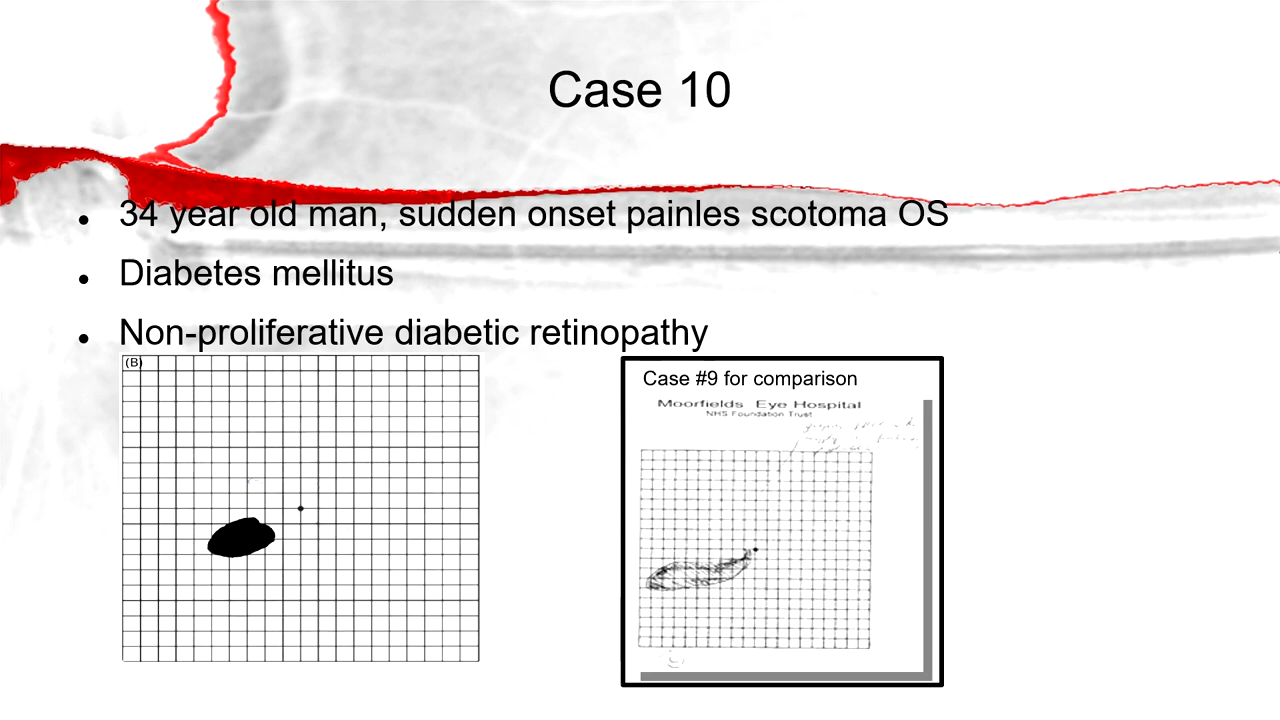 Case 10
34 year old man, sudden onset painles scotoma OS
Diabetes mellitus
Non-proliferative diabetic retinopathy
(B)
Case #9 for comparison
Moorfields Eye Hospital
NHS Foundation Trust